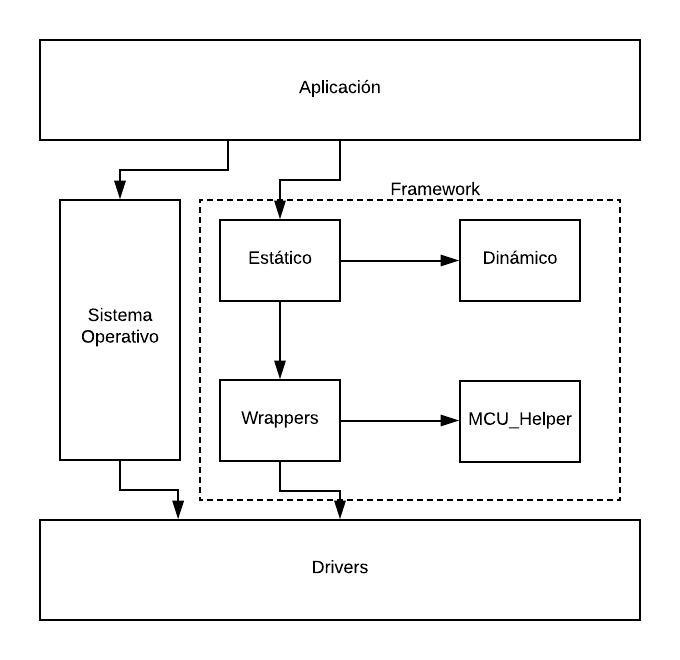 Aplicación
Framework
Estático
Dinámico
Sistema
Operativo
Wrappers
MCU_Helper
Drivers